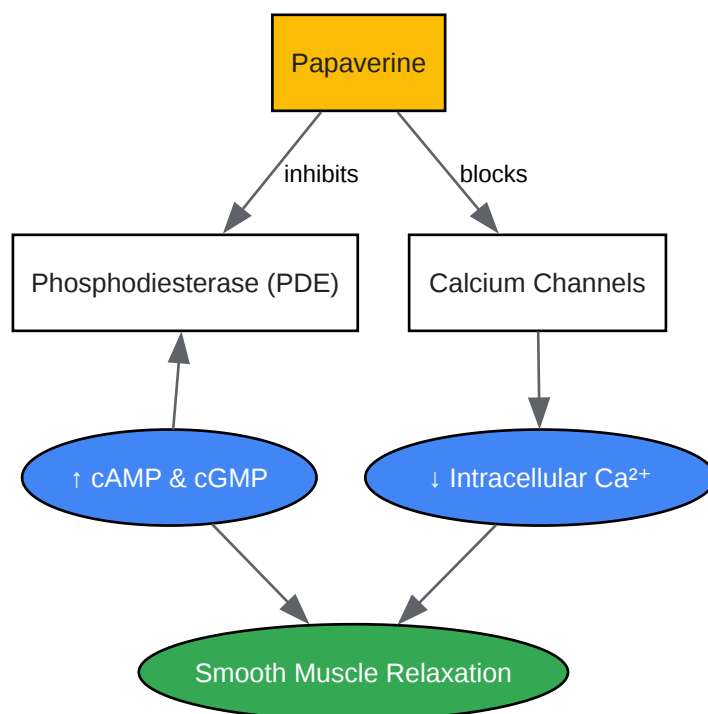 Papaverine
inhibits
blocks
Phosphodiesterase (PDE)
Calcium Channels
↑ cAMP & cGMP
↓ Intracellular Ca²⁺
Smooth Muscle Relaxation